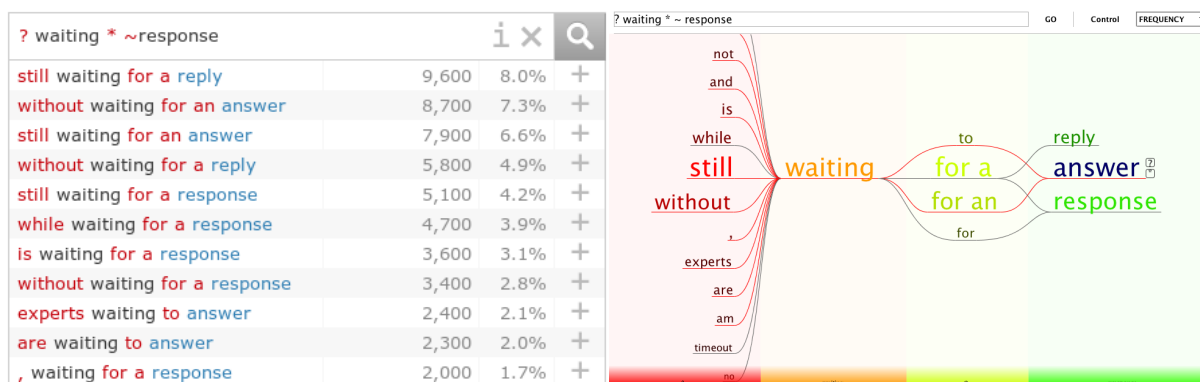 ? waiting * ~response
still waiting for a reply 9,600 8.0% +
without waiting for an answer 8,700 7.3% +
still waiting for an answer 7,900 6.6% +
without waiting for a reply 5,800 4.9% +
still waiting for a response 5,100 4.2% +
while waiting for a response 4,700 3.9% +
is waiting for a response 3,600 3.1% +
without waiting for a response 3,400 2.8% +
experts waiting to answer 2,400 2.1% +
are waiting to answer 2,300 2.0% +
, waiting for a response 2,000 1.7% +
? waiting * ~ response GO Control FREQUENCY
not
and
is
while
still
without
,
experts
are
am
timeout
no
waiting
to
for a
for an
for
reply
answer ? *
response